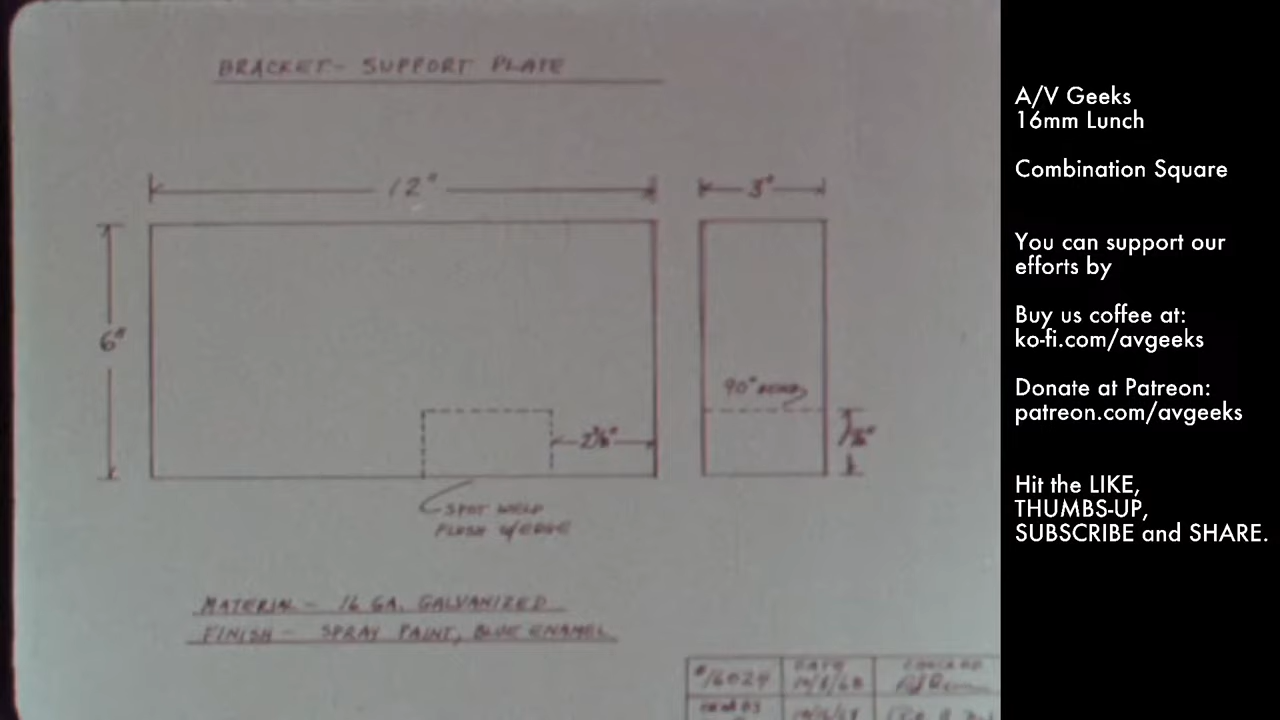 BRACKET- SUPPORT PLATE
12"
3"
6"
90° BEND
SPOT WELD
FLUSH W/EDGE
MATERIAL - 16 GA. GALVANIZED
FINISH - SPRAY PAINT, BLUE ENAMEL
#16024
DATE
A/V Geeks
16mm Lunch
Combination Square
You can support our
efforts by
Buy us coffee at:
ko-fi.com/avgeeks
Donate at Patreon:
patreon.com/avgeeks
Hit the LIKE,
THUMBS-UP,
SUBSCRIBE and SHARE.